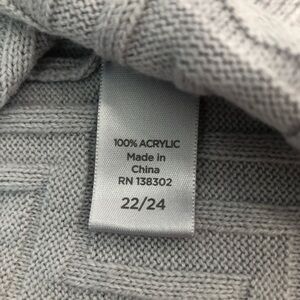 100% ACRYLIC
Made in
China
RN 138302
22/24